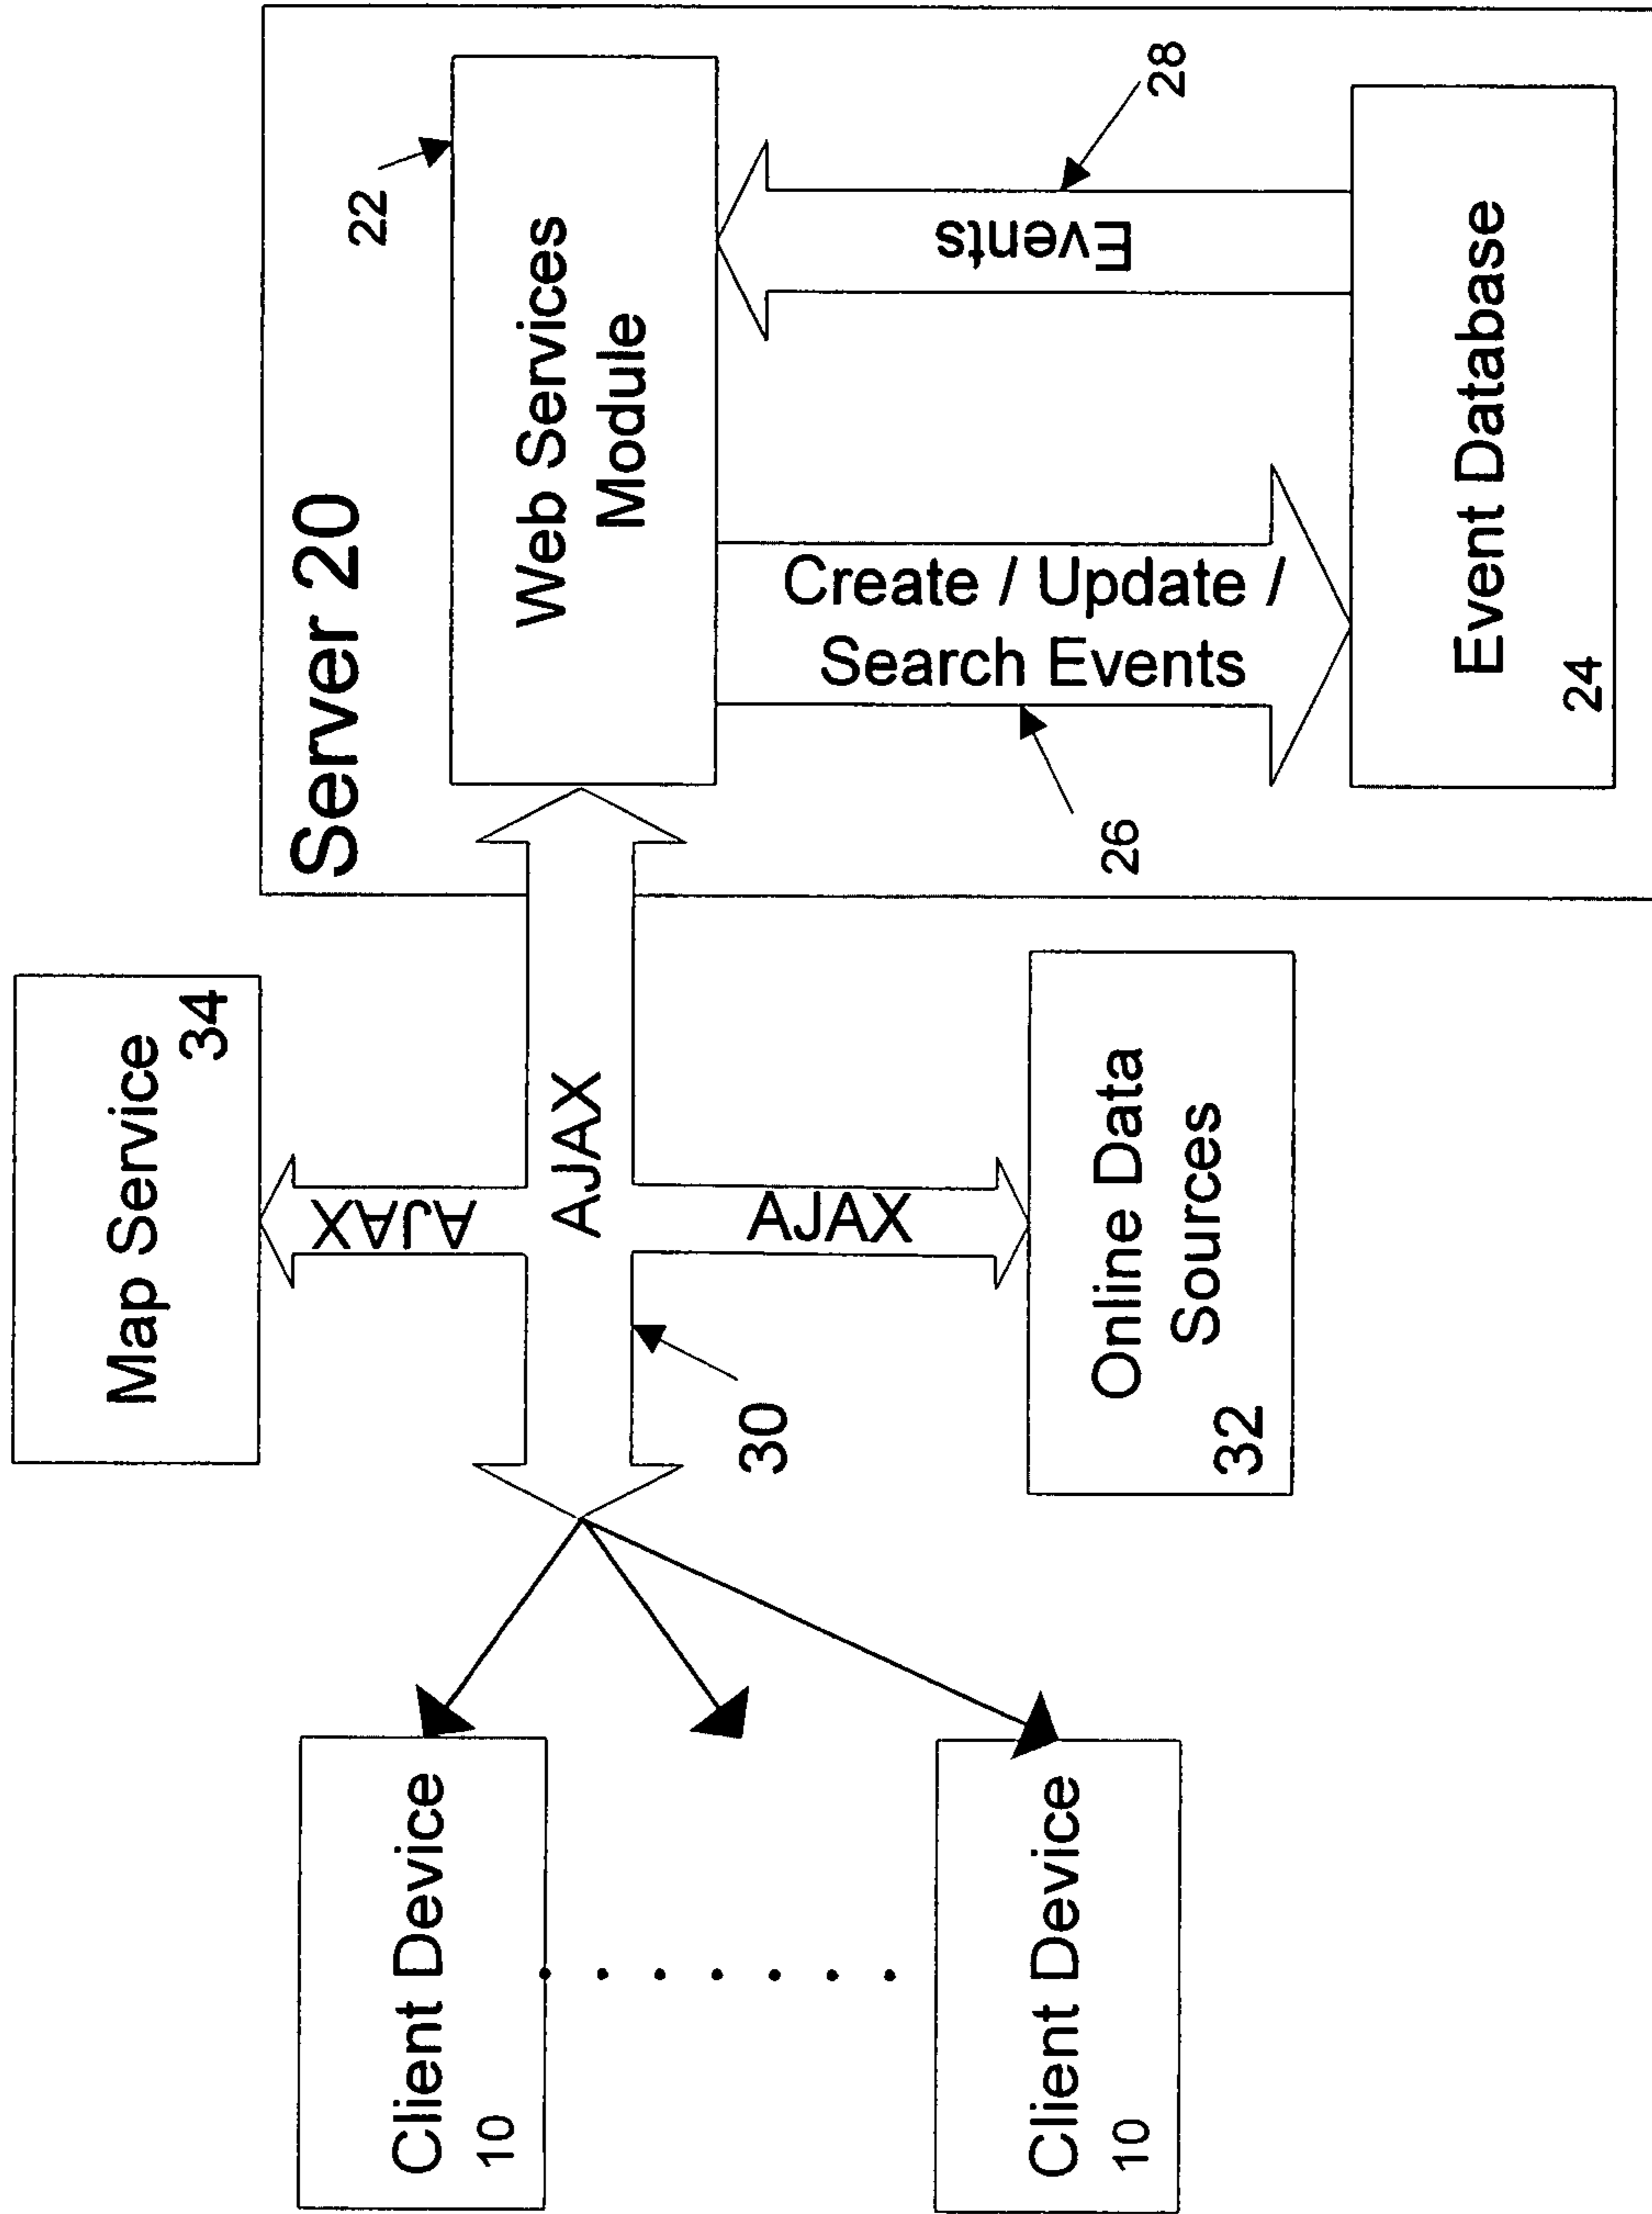 Map Service
34
Server 20
22
Web Services
Module
Client Device
10
AJAX
AJAX
AJAX
30
Create / Update /
Search Events
26
Events
28
Client Device
10
Online Data
Sources
32
Event Database
24